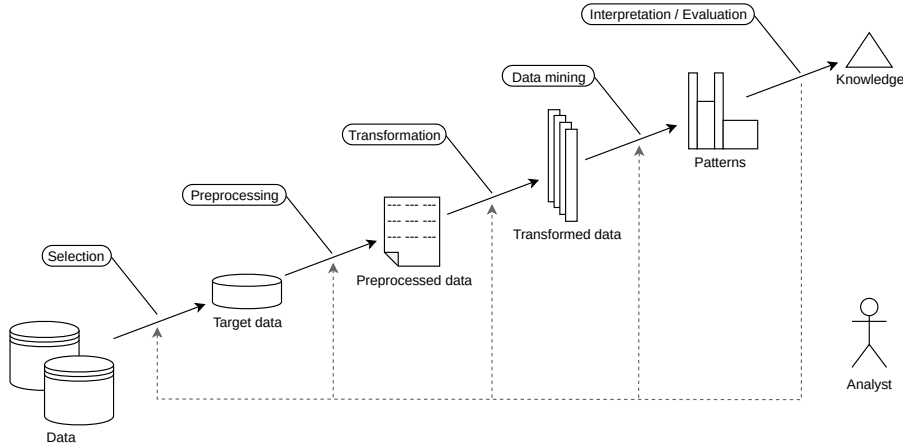 Interpretation / Evaluation
Knowledge
Data mining
Patterns
Transformation
Transformed data
Preprocessing
Preprocessed data
Selection
Target data
Data
Analyst